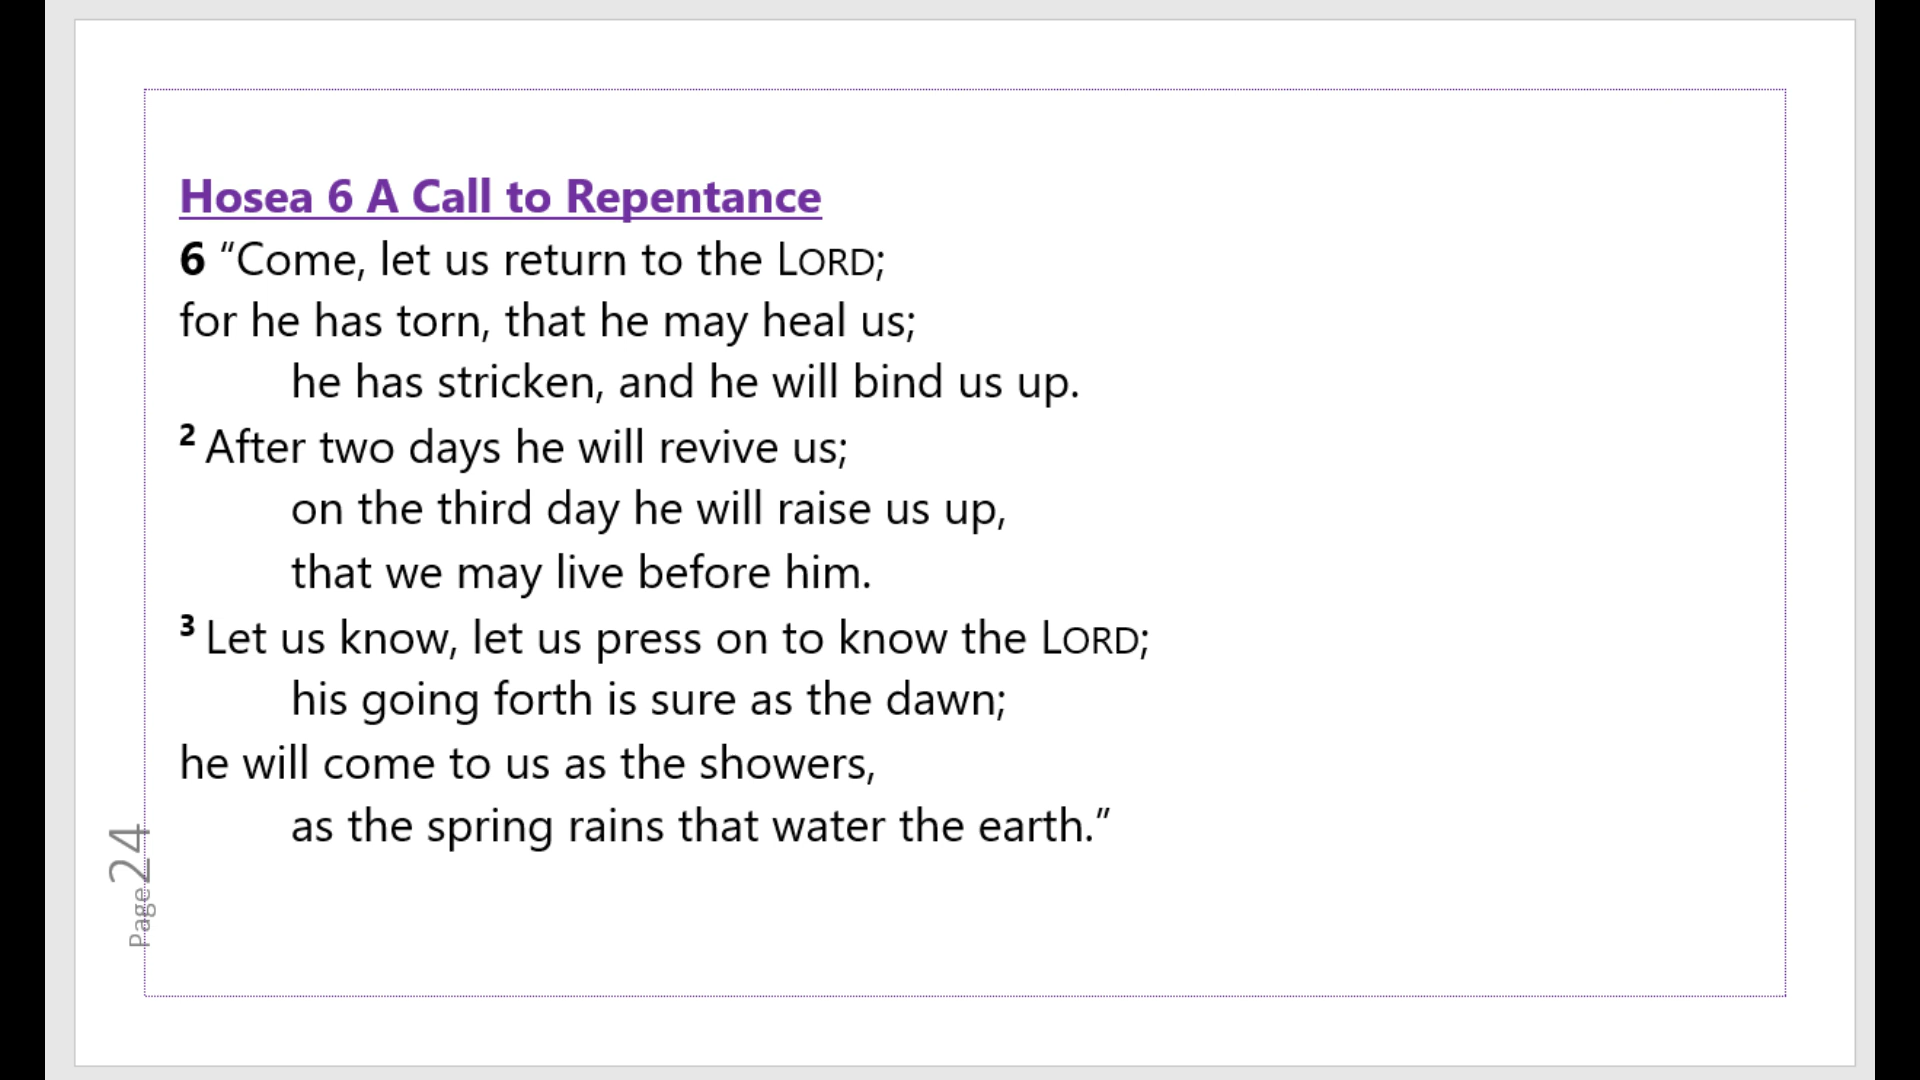 Hosea 6 A Call to Repentance
6 “Come, let us return to the LORD;
for he has torn, that he may heal us;
he has stricken, and he will bind us up.
2 After two days he will revive us;
on the third day he will raise us up,
that we may live before him.
3 Let us know, let us press on to know the LORD;
his going forth is sure as the dawn;
he will come to us as the showers,
as the spring rains that water the earth.”
Page 24